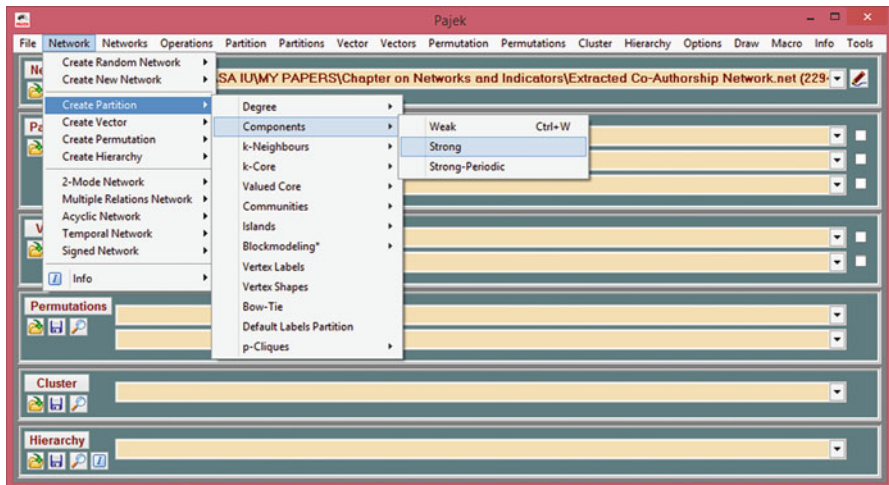 Pajek
File Network Networks Operations Partition Partitions Vector Vectors Permutation Permutations Cluster Hierarchy Options Draw Macro Info Tools
Create Random Network
Create New Network
SA IU\MY PAPERS\Chapter on Networks and Indicators\Extracted Co-Authorship Network.net (229-
Create Partition
Create Vector
Create Permutation
Create Hierarchy
2-Mode Network
Multiple Relations Network
Acyclic Network
Temporal Network
Signed Network
Info
Degree
Components
k-Neighbours
k-Core
Valued Core
Communities
Islands
Blockmodeling*
Vertex Labels
Vertex Shapes
Bow-Tie
Default Labels Partition
p-Cliques
Weak Ctrl+W
Strong
Strong-Periodic
Ne
Pa
V
Permutations
Cluster
Hierarchy